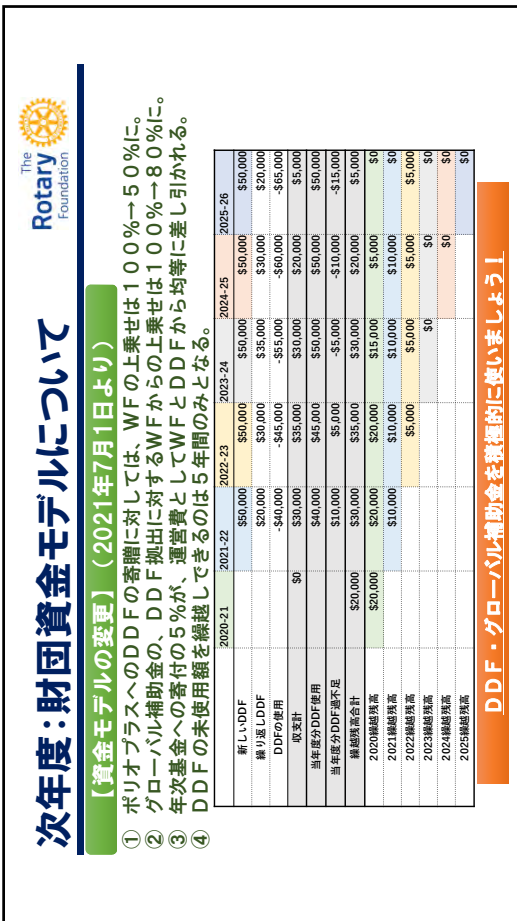 次年度:財団資金モデルについて
The
Rotary
Foundation
【資金モデルの変更】（2021年7月1日より）
① ポリオプラスへのDDFの寄贈に対しては、WFの上乗せは100%→50%に。
② グローバル補助金の、DDF拠出に対するWFからの上乗せは100%→80%に。
③ 年次基金への寄付の5%が、運営費としてWFとDDFから均等に差し引かれる。
④ DDFの未使用額を繰越しできるのは5年間のみとなる。
2020-21 2021-22 2022-23 2023-24 2024-25 2025-26
新しいDDF $50,000 $50,000 $50,000 $50,000 $50,000
繰り返しDDF $20,000 $30,000 $35,000 $30,000 $20,000
DDFの使用 -$40,000 -$45,000 -$55,000 -$60,000 -$65,000
収支計 $0 $30,000 $35,000 $30,000 $20,000 $5,000
当年度分DDF使用 $40,000 $45,000 $50,000 $50,000 $50,000
当年度分DDF過不足 $10,000 $5,000 -$5,000 -$10,000 -$15,000
繰越残高合計 $20,000 $30,000 $35,000 $30,000 $20,000 $5,000
2020繰越残高 $20,000 $20,000 $20,000 $15,000 $5,000 $0
2021繰越残高 $10,000 $10,000 $10,000 $10,000 $0
2022繰越残高 $5,000 $5,000 $5,000 $5,000
2023繰越残高 $0 $0 $0
2024繰越残高 $0 $0
2025繰越残高 $0
DDF・グローバル補助金を積極的に使いましょう！